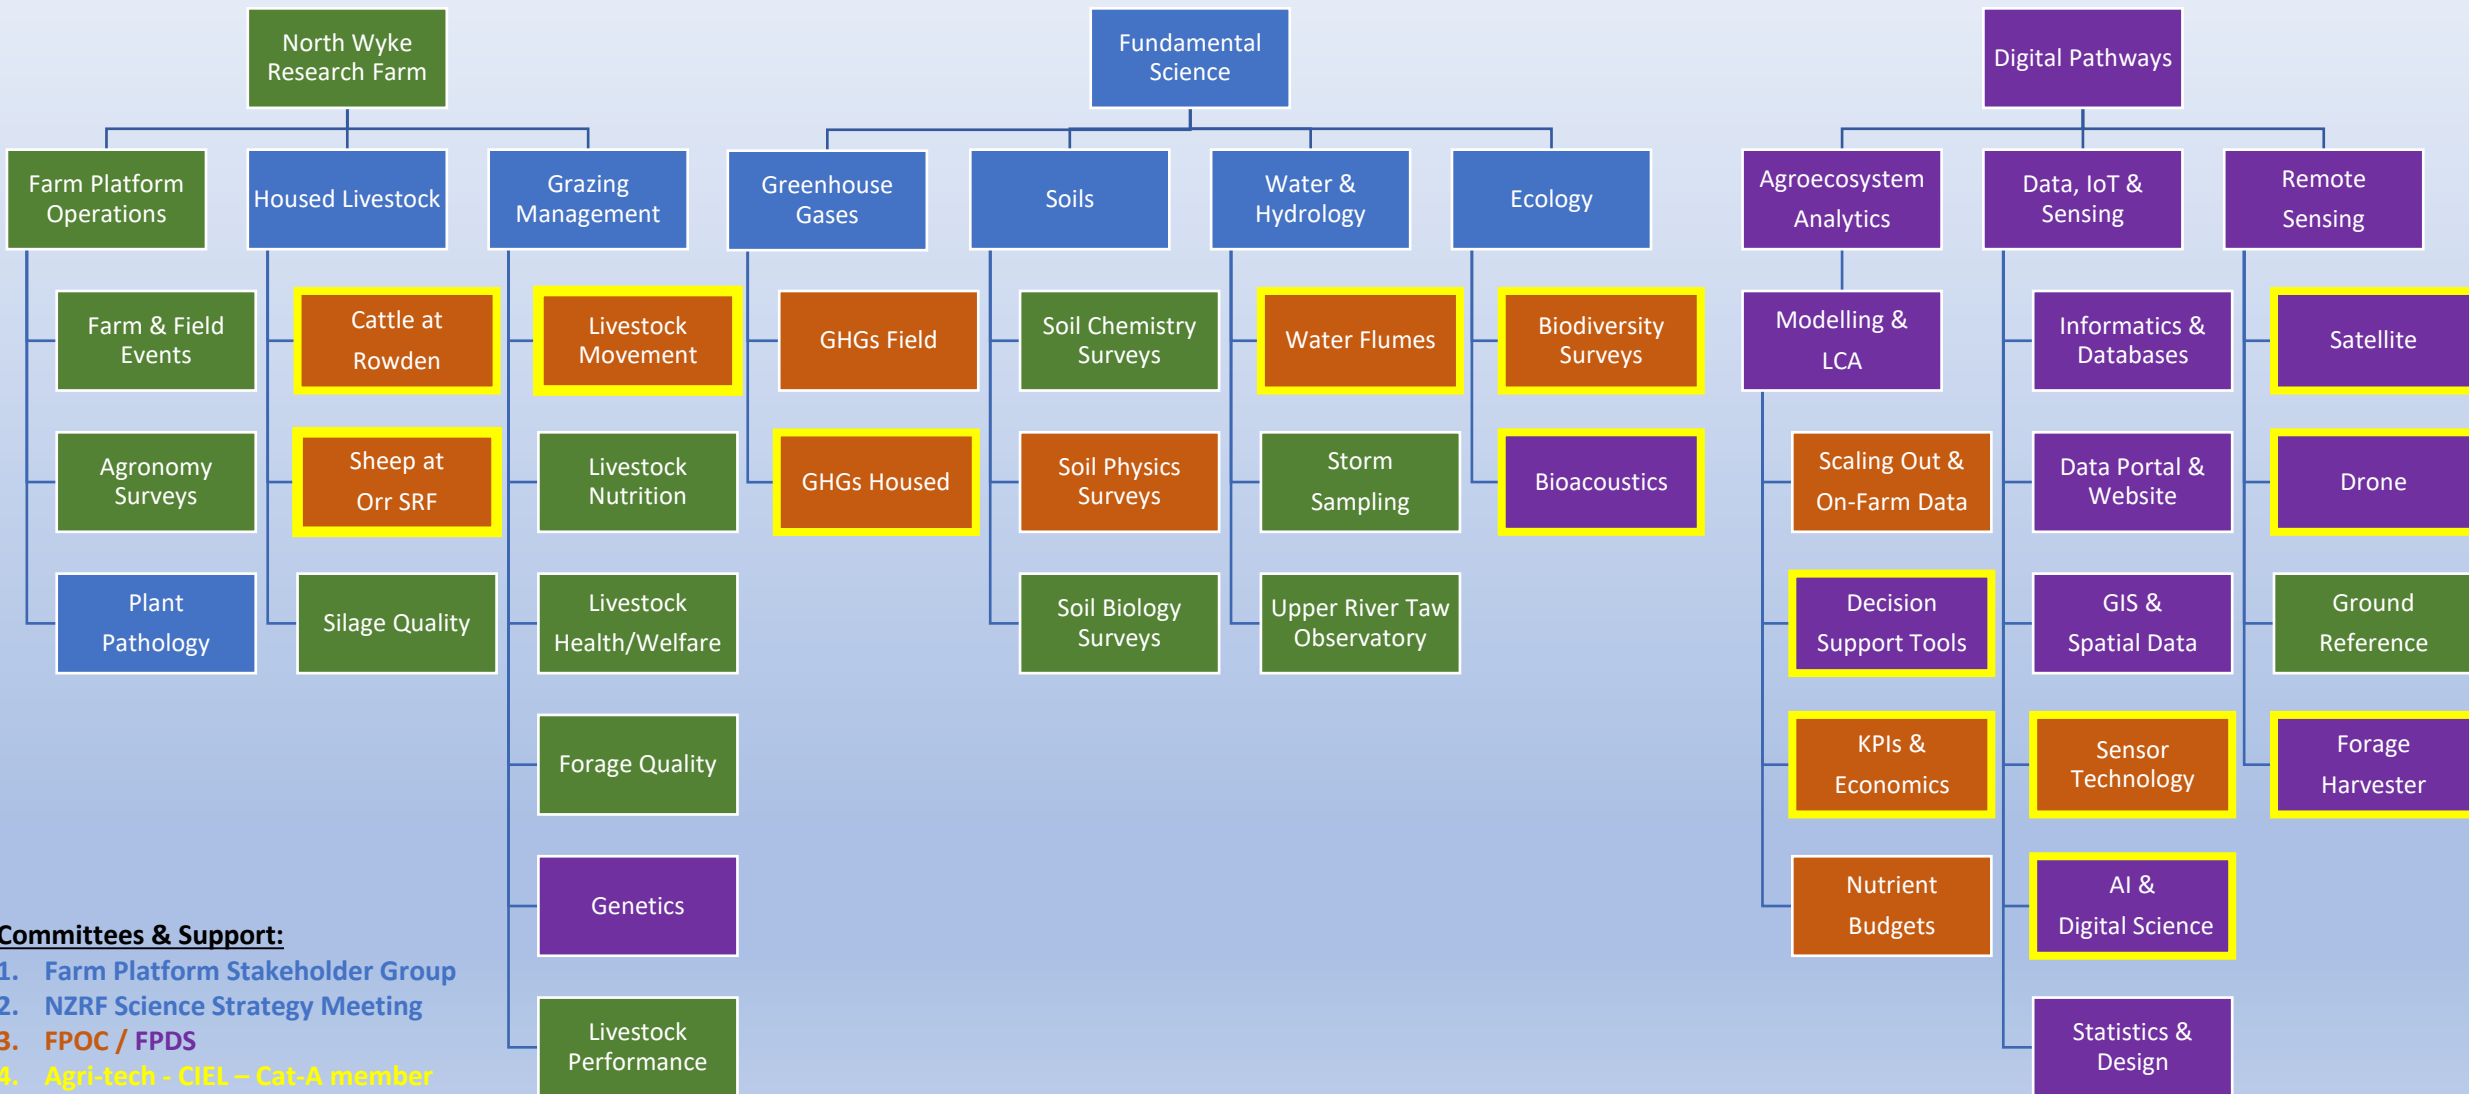 North Wyke
Research Farm
Fundamental
Science
Digital Pathways
Farm Platform
Operations
Housed Livestock
Grazing
Management
Greenhouse
Gases
Soils
Water &
Hydrology
Ecology
Agroecosystem
Analytics
Data, IoT &
Sensing
Remote
Sensing
Farm & Field
Events
Cattle at
Rowden
Livestock
Movement
GHGs Field
Soil Chemistry
Surveys
Water Flumes
Biodiversity
Surveys
Modelling &
LCA
Informatics &
Databases
Satellite
Agronomy
Surveys
Sheep at
Orr SRF
Livestock
Nutrition
GHGs Housed
Soil Physics
Surveys
Storm
Sampling
Bioacoustics
Scaling Out &
On-Farm Data
Data Portal &
Website
Drone
Plant
Pathology
Silage Quality
Livestock
Health/Welfare
Soil Biology
Surveys
Upper River Taw
Observatory
Decision
Support Tools
GIS &
Spatial Data
Ground
Reference
Forage Quality
KPIs &
Economics
Sensor
Technology
Forage
Harvester
Genetics
Nutrient
Budgets
AI &
Digital Science
Livestock
Performance
Statistics &
Design
Committees & Support:
1. Farm Platform Stakeholder Group
2. NZRF Science Strategy Meeting
3. FPOC / FPDS
4. Agri-tech - CIEL – Cat-A member